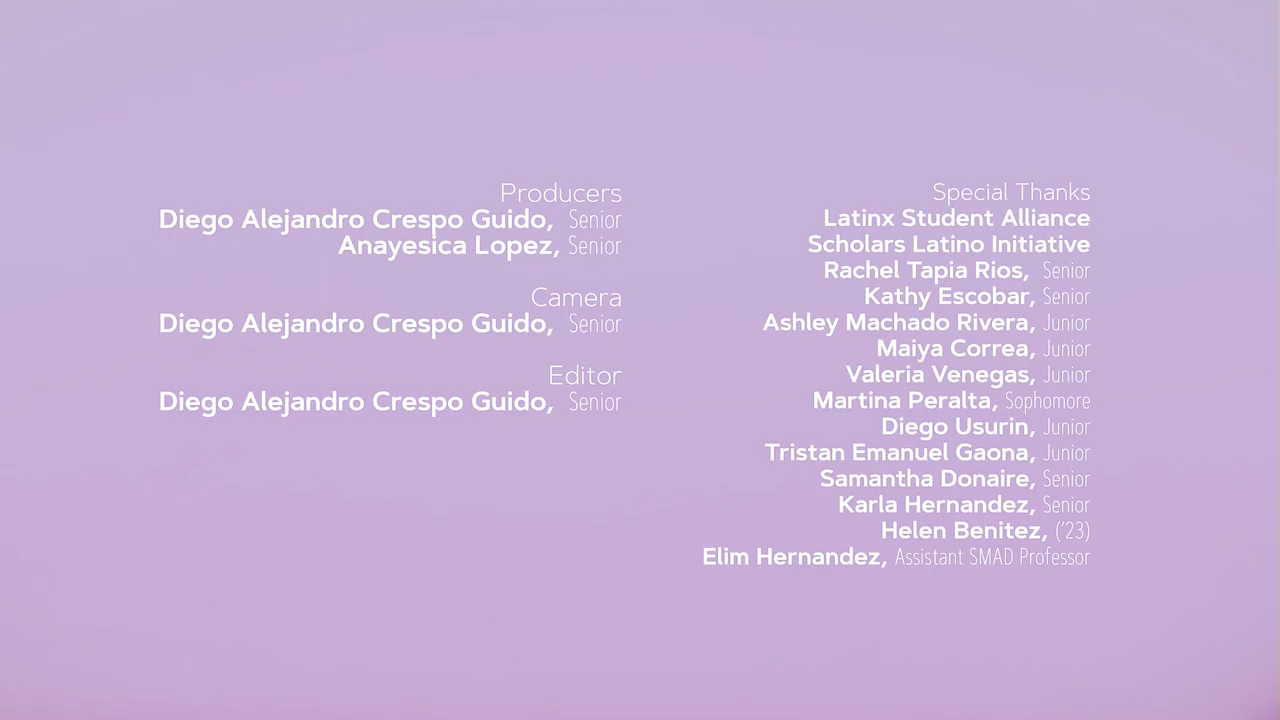 Producers
Diego Alejandro Crespo Guido, Senior
Anayesica Lopez, Senior
Camera
Diego Alejandro Crespo Guido, Senior
Editor
Diego Alejandro Crespo Guido, Senior
Special Thanks
Latinx Student Alliance
Scholars Latino Initiative
Rachel Tapia Rios, Senior
Kathy Escobar, Senior
Ashley Machado Rivera, Junior
Maiya Correa, Junior
Valeria Venegas, Junior
Martina Peralta, Sophomore
Diego Usurin, Junior
Tristan Emanuel Gaona, Junior
Samantha Donaire, Senior
Karla Hernandez, Senior
Helen Benitez, ('23)
Elim Hernandez, Assistant SMAD Professor